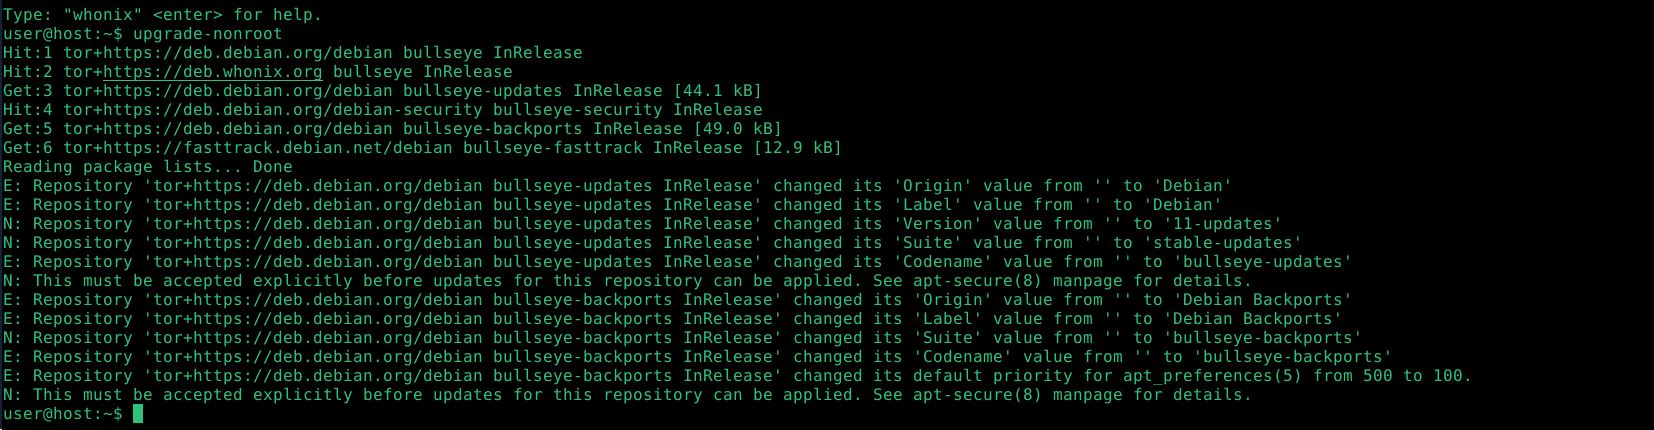 Type: "whonix" <enter> for help.
user@host:~$ upgrade-nonroot
Hit:1 tor+https://deb.debian.org/debian bullseye InRelease
Hit:2 tor+https://deb.whonix.org bullseye InRelease
Get:3 tor+https://deb.debian.org/debian bullseye-updates InRelease [44.1 kB]
Hit:4 tor+https://deb.debian.org/debian-security bullseye-security InRelease
Get:5 tor+https://deb.debian.org/debian bullseye-backports InRelease [49.0 kB]
Get:6 tor+https://fasttrack.debian.net/debian bullseye-fasttrack InRelease [12.9 kB]
Reading package lists... Done
E: Repository 'tor+https://deb.debian.org/debian bullseye-updates InRelease' changed its 'Origin' value from '' to 'Debian'
E: Repository 'tor+https://deb.debian.org/debian bullseye-updates InRelease' changed its 'Label' value from '' to 'Debian'
N: Repository 'tor+https://deb.debian.org/debian bullseye-updates InRelease' changed its 'Version' value from '' to '11-updates'
N: Repository 'tor+https://deb.debian.org/debian bullseye-updates InRelease' changed its 'Suite' value from '' to 'stable-updates'
E: Repository 'tor+https://deb.debian.org/debian bullseye-updates InRelease' changed its 'Codename' value from '' to 'bullseye-updates'
N: This must be accepted explicitly before updates for this repository can be applied. See apt-secure(8) manpage for details.
E: Repository 'tor+https://deb.debian.org/debian bullseye-backports InRelease' changed its 'Origin' value from '' to 'Debian Backports'
E: Repository 'tor+https://deb.debian.org/debian bullseye-backports InRelease' changed its 'Label' value from '' to 'Debian Backports'
N: Repository 'tor+https://deb.debian.org/debian bullseye-backports InRelease' changed its 'Suite' value from '' to 'bullseye-backports'
E: Repository 'tor+https://deb.debian.org/debian bullseye-backports InRelease' changed its 'Codename' value from '' to 'bullseye-backports'
E: Repository 'tor+https://deb.debian.org/debian bullseye-backports InRelease' changed its default priority for apt_preferences(5) from 500 to 100.
N: This must be accepted explicitly before updates for this repository can be applied. See apt-secure(8) manpage for details.
user@host:~$